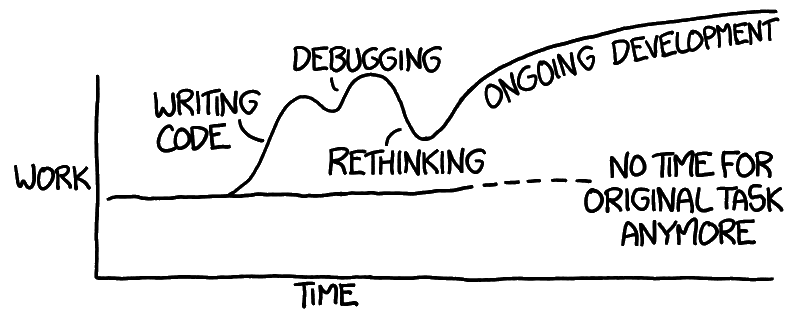 DEBUGGING
ONGOING DEVELOPMENT
WRITING
CODE
RETHINKING
WORK
NO TIME FOR
ORIGINAL TASK
ANYMORE
TIME